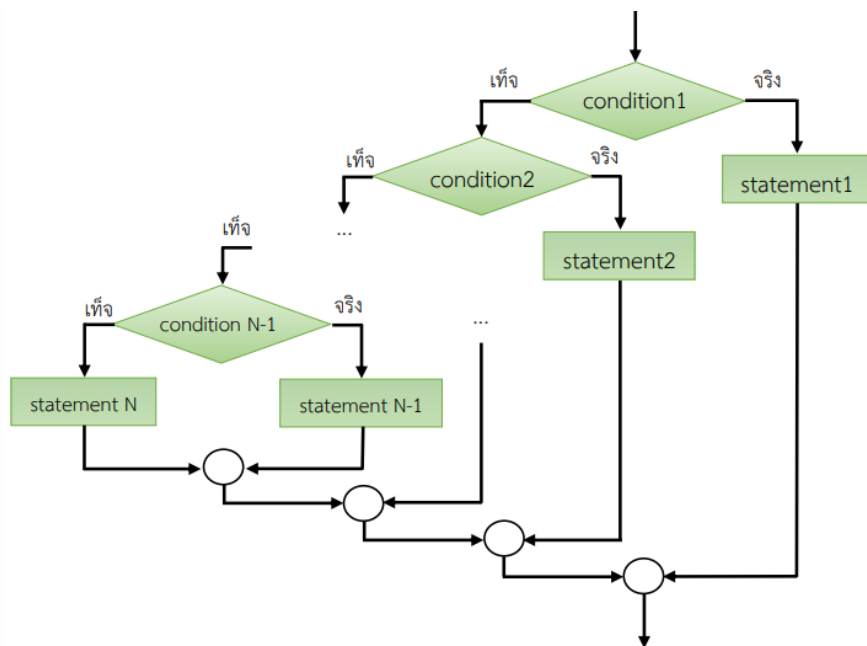 เท็จ
จริง
condition1
เท็จ
จริง
condition2
statement1
เท็จ
...
statement2
เท็จ
จริง
condition N-1
...
statement N
statement N-1